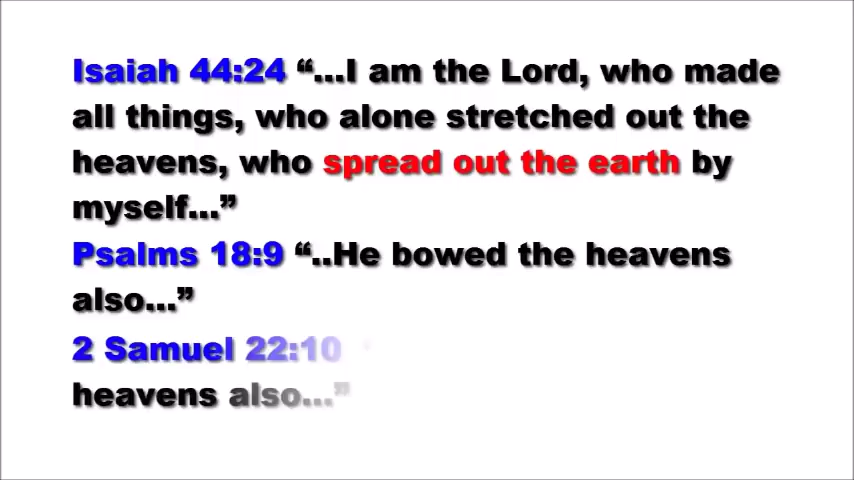 Isaiah 44:24 “...I am the Lord, who made
all things, who alone stretched out the
heavens, who spread out the earth by
myself...”
Psalms 18:9 “..He bowed the heavens
also...”
2 Samuel 22:10
heavens also...”